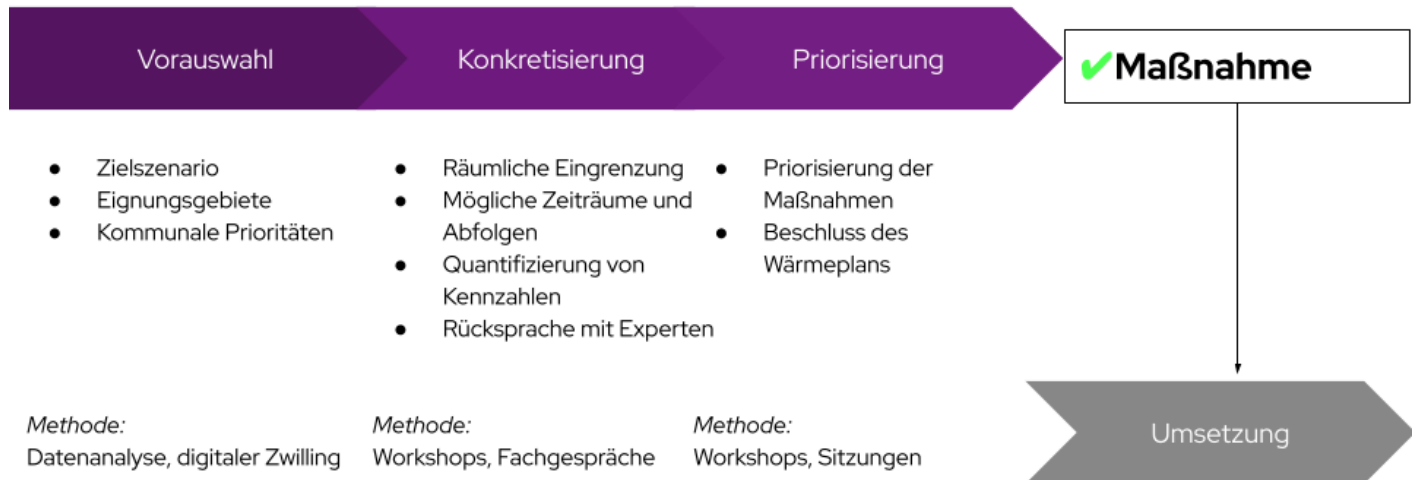 Vorauswahl
Konkretisierung
Priorisierung
✔Maßnahme
● Zielszenario
● Eignungsgebiete
● Kommunale Prioritäten
● Räumliche Eingrenzung
● Mögliche Zeiträume und
Abfolgen
● Quantifizierung von
Kennzahlen
● Rücksprache mit Experten
● Priorisierung der
Maßnahmen
● Beschluss des
Wärmeplans
Methode:
Datenanalyse, digitaler Zwilling
Methode:
Workshops, Fachgespräche
Methode:
Workshops, Sitzungen
Umsetzung